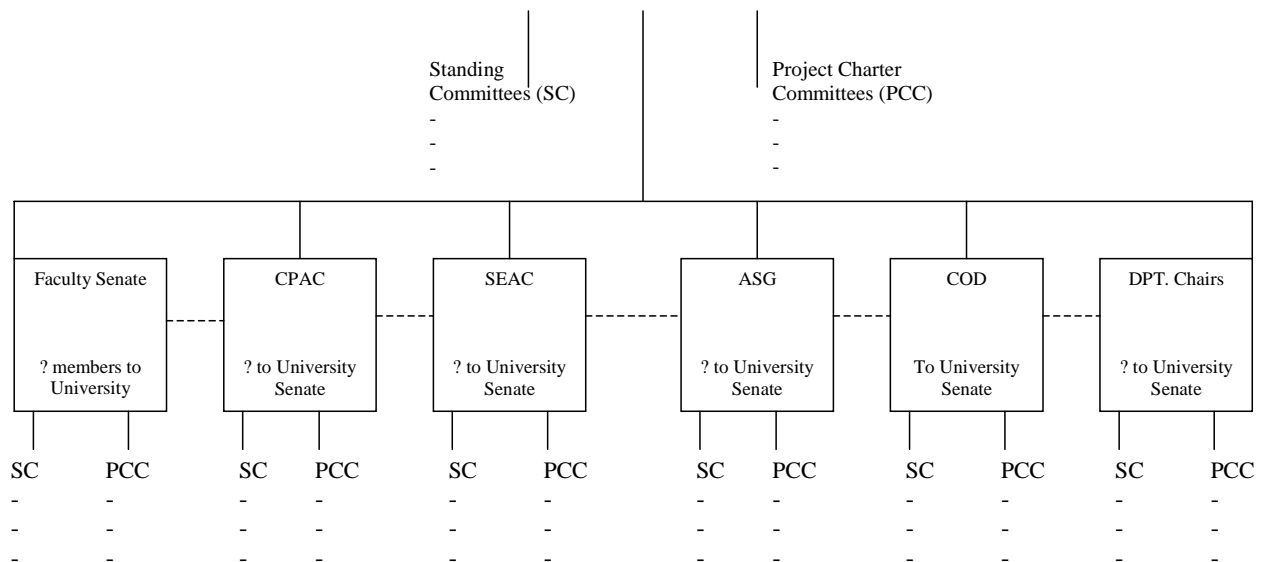 Standing
Committees (SC)
-
-
-
Project Charter
Committees (PCC)
-
-
-
Faculty Senate
? members to
University
CPAC
? to University
Senate
SEAC
? to University
Senate
ASG
? to University
Senate
COD
To University
Senate
DPT. Chairs
? to University
Senate
SC PCC SC PCC SC PCC SC PCC SC PCC SC PCC
- - - - - - - - - - - -
- - - - - - - - - - - -
- - - - - - - - - - - -